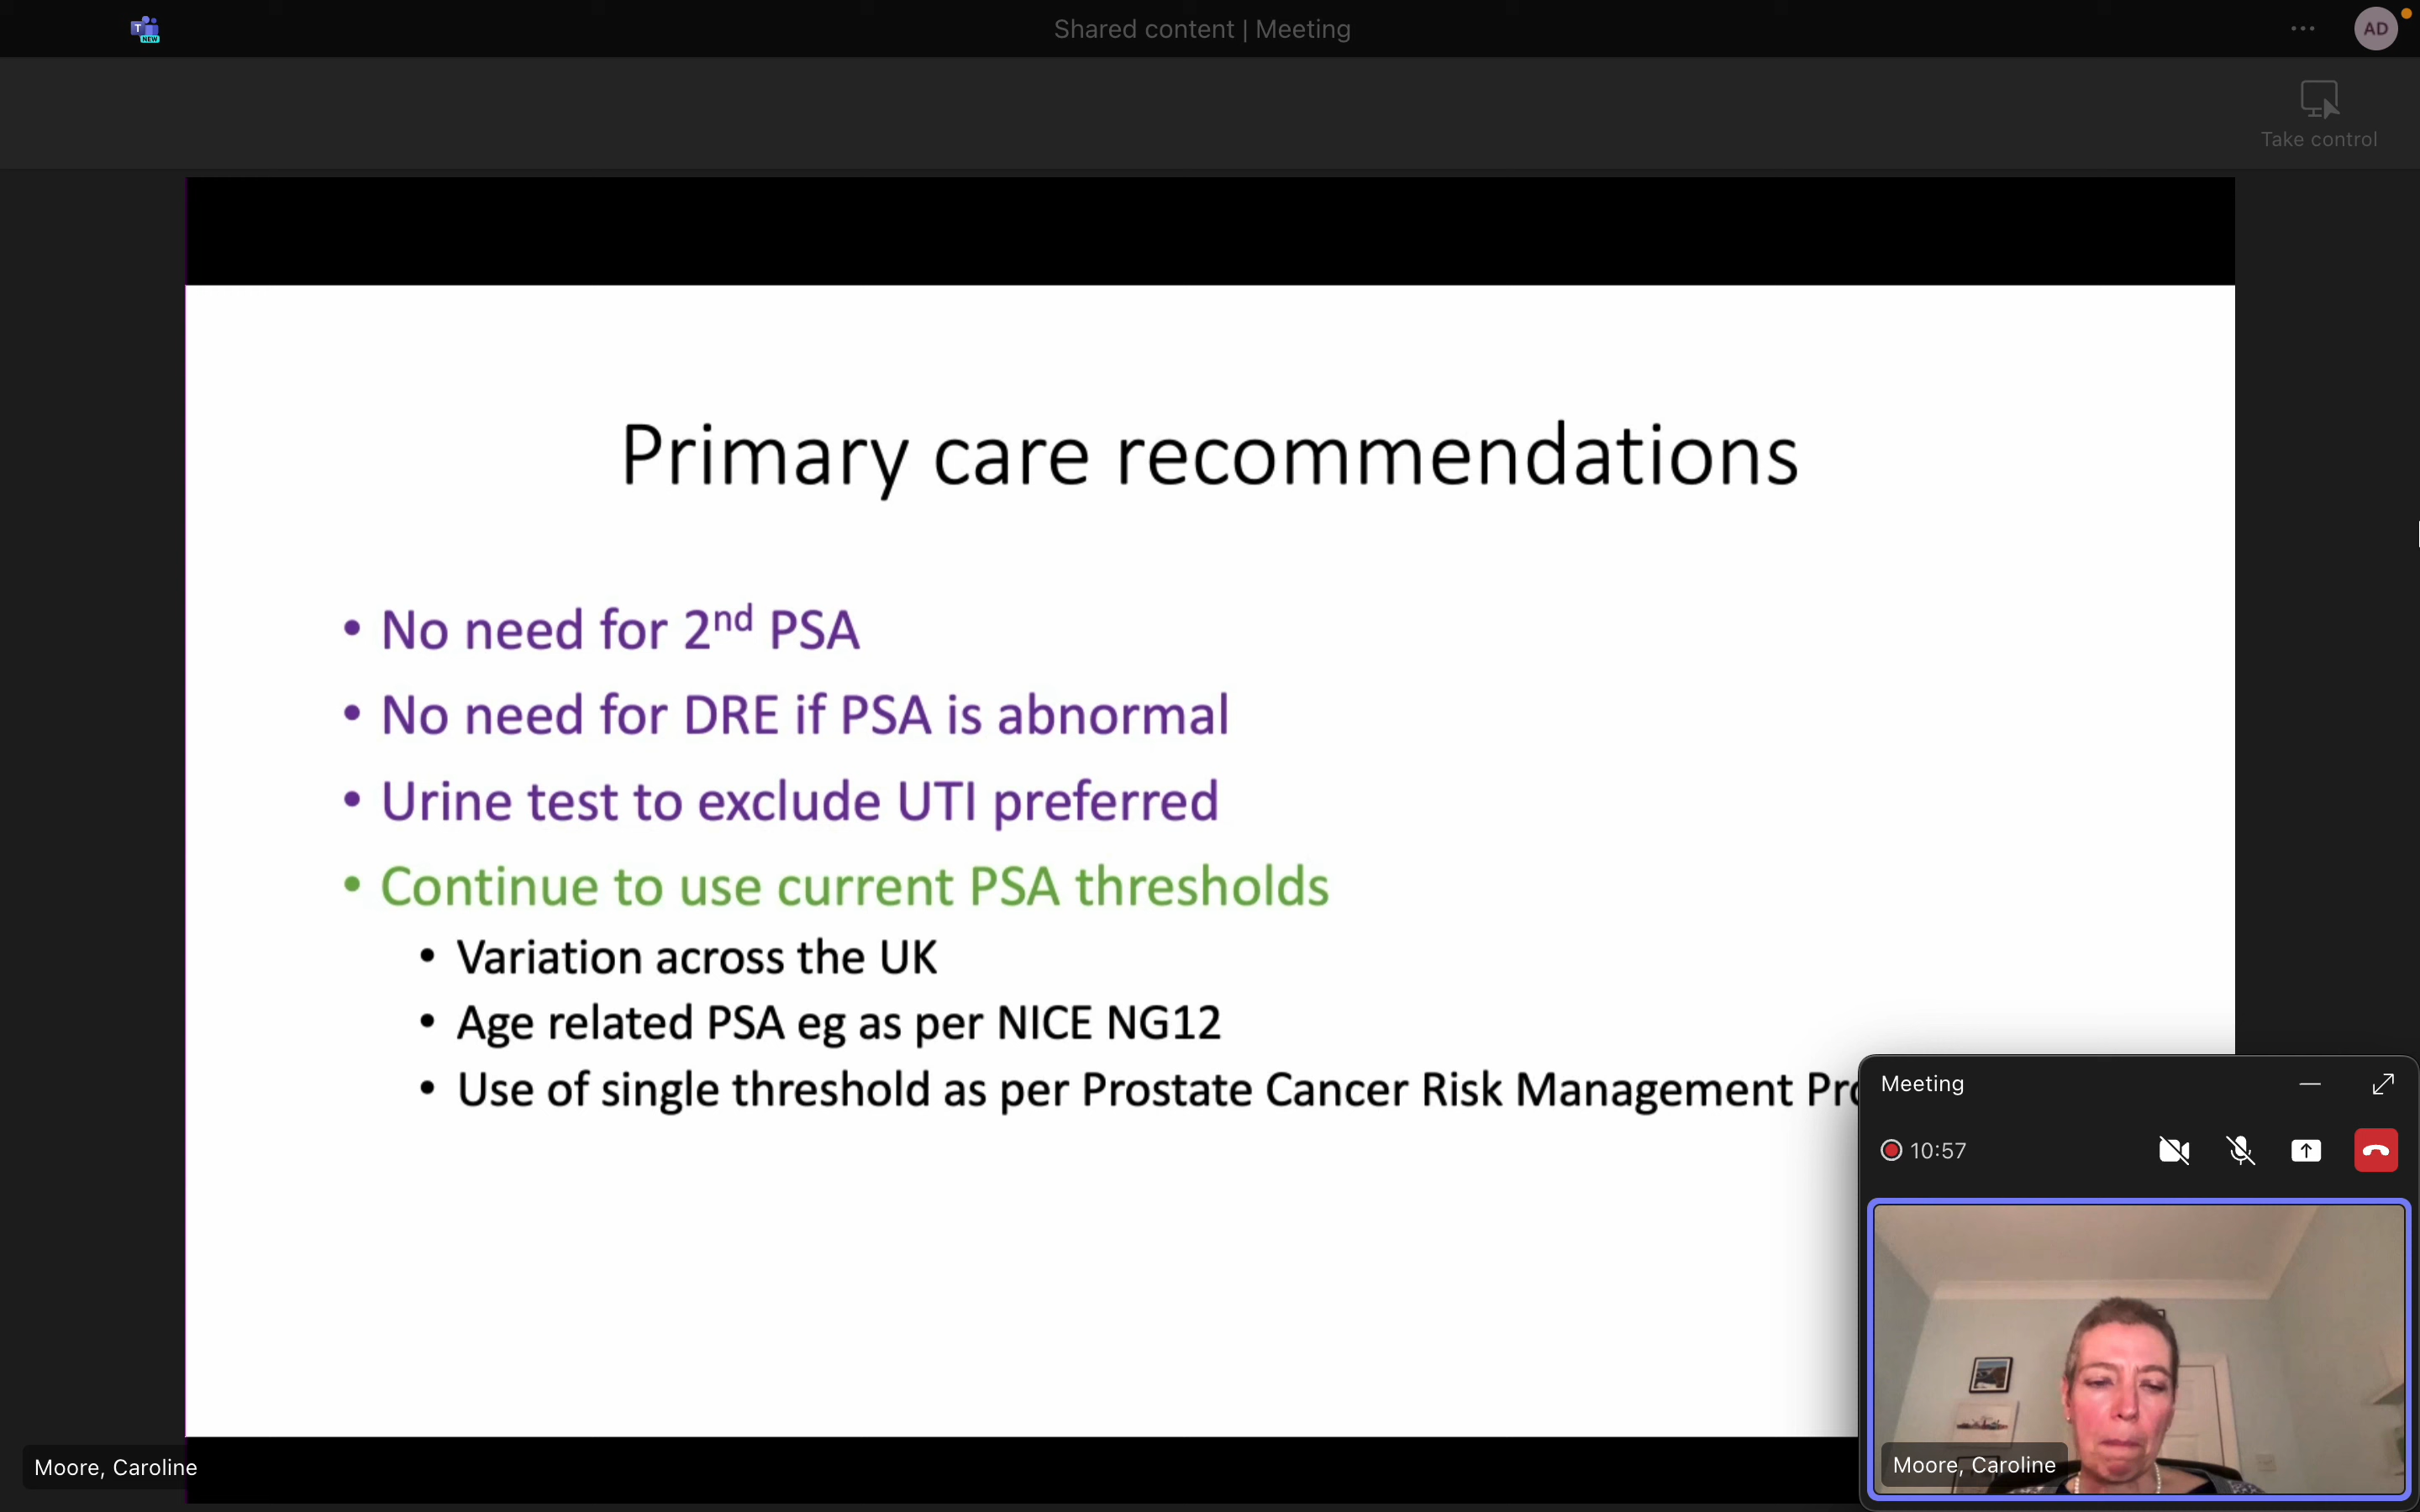 Shared content | Meeting
AD
T
NEW
Take control
Primary care recommendations
• No need for 2nd PSA
• No need for DRE if PSA is abnormal
• Urine test to exclude UTI preferred
• Continue to use current PSA thresholds
• Variation across the UK
• Age related PSA eg as per NICE NG12
• Use of single threshold as per Prostate Cancer Risk Management
Meeting
10:57
Moore, Caroline
Moore, Caroline